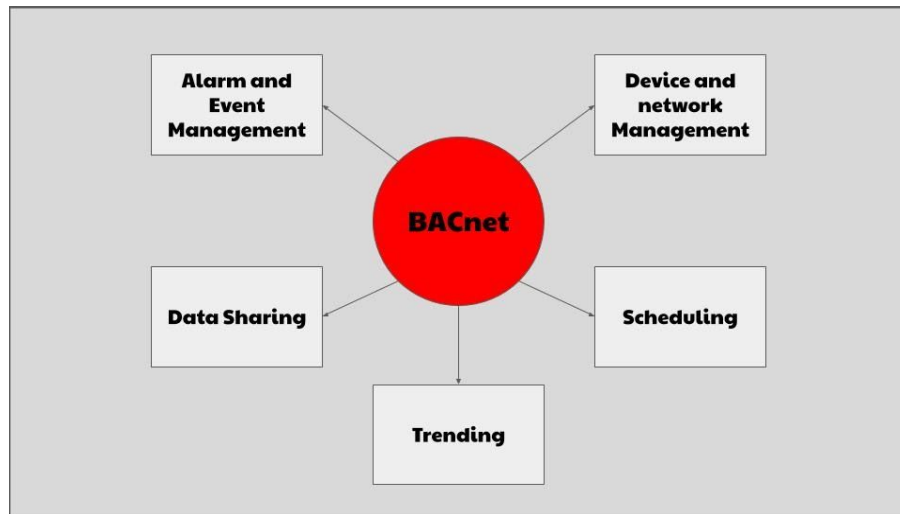 Alarm and
Event
Management
Device and
network
Management
BACnet
Data Sharing
Scheduling
Trending